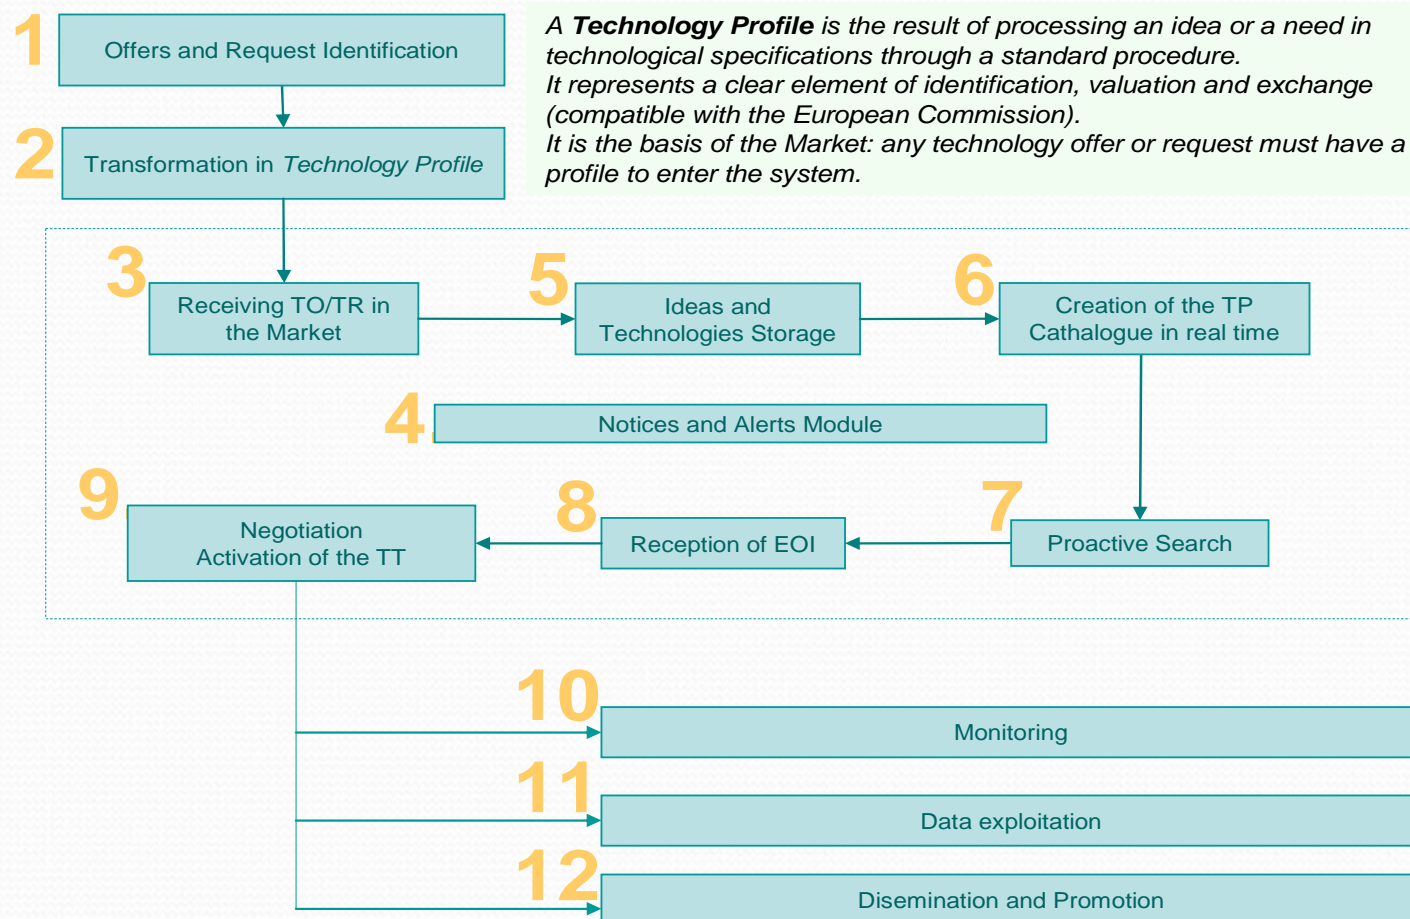 1
Offers and Request Identification
A Technology Profile is the result of processing an idea or a need in
technological specifications through a standard procedure.
It represents a clear element of identification, valuation and exchange
(compatible with the European Commission).
It is the basis of the Market: any technology offer or request must have a
profile to enter the system.
2
Transformation in Technology Profile
3
Receiving TO/TR in
the Market
5
Ideas and
Technologies Storage
6
Creation of the TP
Cathalogue in real time
4.
Notices and Alerts Module
9.
Negotiation
Activation of the TT
8
Reception of EOI
7
Proactive Search
10
Monitoring
11
Data exploitation
12
Disemination and Promotion